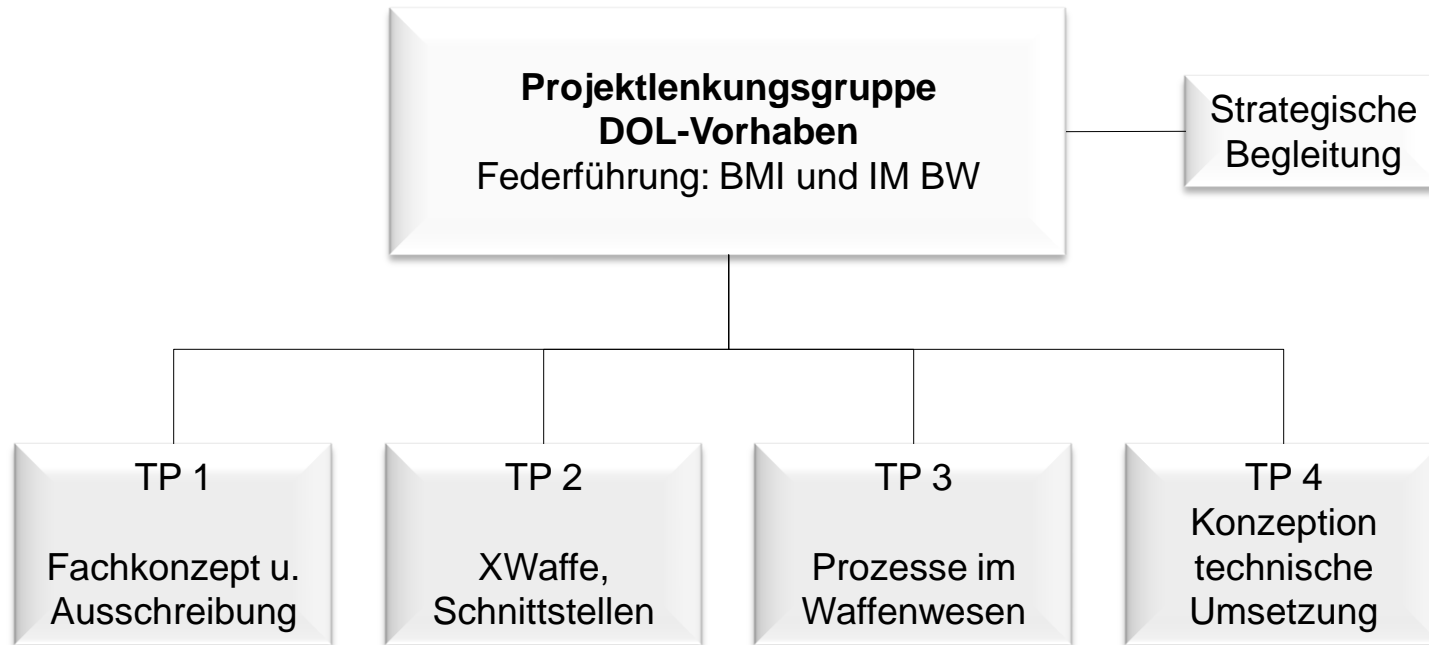 Projektlenkungsgruppe
DOL-Vorhaben
Federführung: BMI und IM BW
Strategische
Begleitung
TP 1
Fachkonzept u.
Ausschreibung
TP 2
XWaffe,
Schnittstellen
TP 3
Prozesse im
Waffenwesen
TP 4
Konzeption
technische
Umsetzung